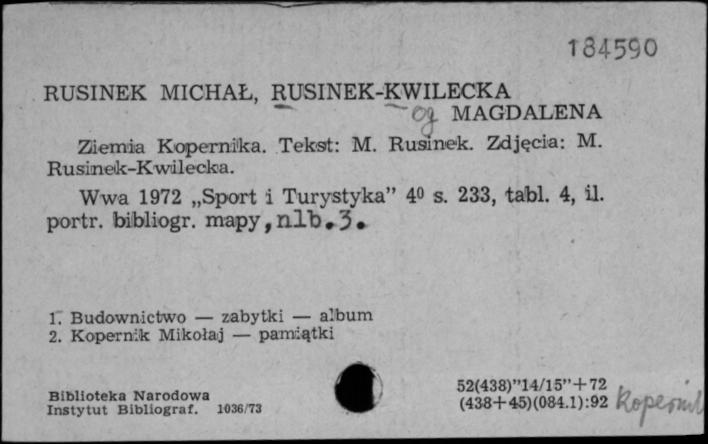 184590
RUSINEK MICHAŁ, RUSINEK-KWILECKA
og MAGDALENA
Ziemia Kopernika. Tekst: M. Rusinek. Zdjęcia: M.
Rusinek-Kwilecka.
Wwa 1972 „Sport i Turystyka” 4⁰ s. 233, tabl. 4, il.
portr. bibliogr. mapy, nlb. 3.
1. Budownictwo — zabytki — album
2. Kopernik Mikołaj — pamiątki
Biblioteka Narodowa
Instytut Bibliograf. 1036/73
52(438)”14/15”+72
(438+45)(084.1):92 Kopernik